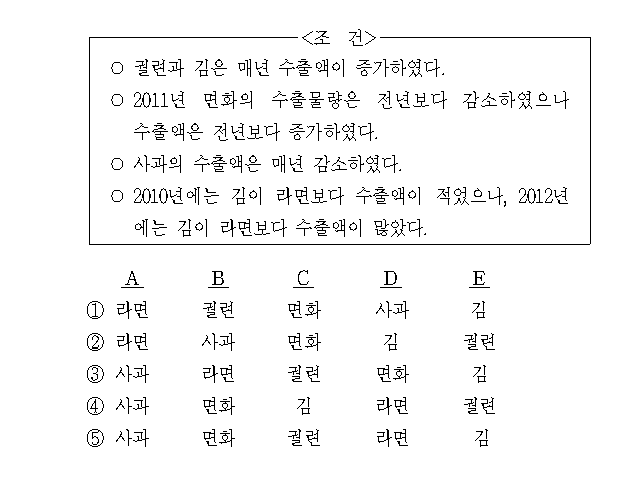 <조 건>
○ 궐련과 김은 매년 수출액이 증가하였다.
○ 2011년 면화의 수출물량은 전년보다 감소하였으나
수출액은 전년보다 증가하였다.
○ 사과의 수출액은 매년 감소하였다.
○ 2010년에는 김이 라면보다 수출액이 적었으나, 2012년
에는 김이 라면보다 수출액이 많았다.
A B C D E
① 라면 궐련 면화 사과 김
② 라면 사과 면화 김 궐련
③ 사과 라면 궐련 면화 김
④ 사과 면화 김 라면 궐련
⑤ 사과 면화 궐련 라면 김